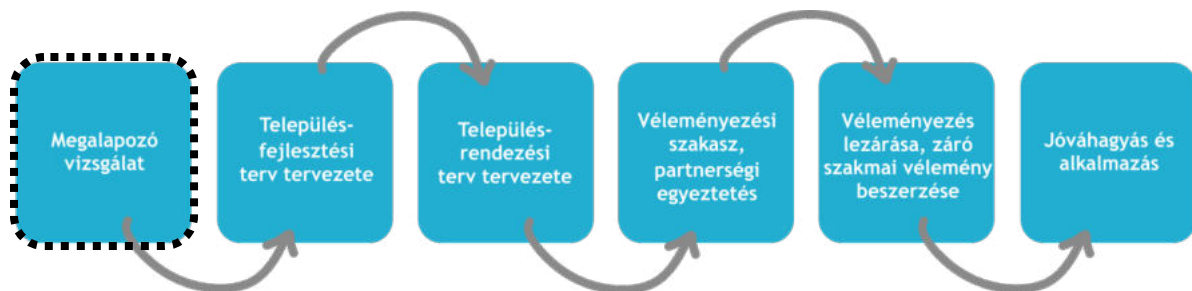 Megalapozó
vizsgálat
Település-
fejlesztési
terv tervezete
Település-
rendezési
terv tervezete
Véleményezési
szakasz,
partnerségi
egyeztetés
Véleményezés
lezárása, záró
szakmai vélemény
beszerzése
Jóváhagyás és
alkalmazás